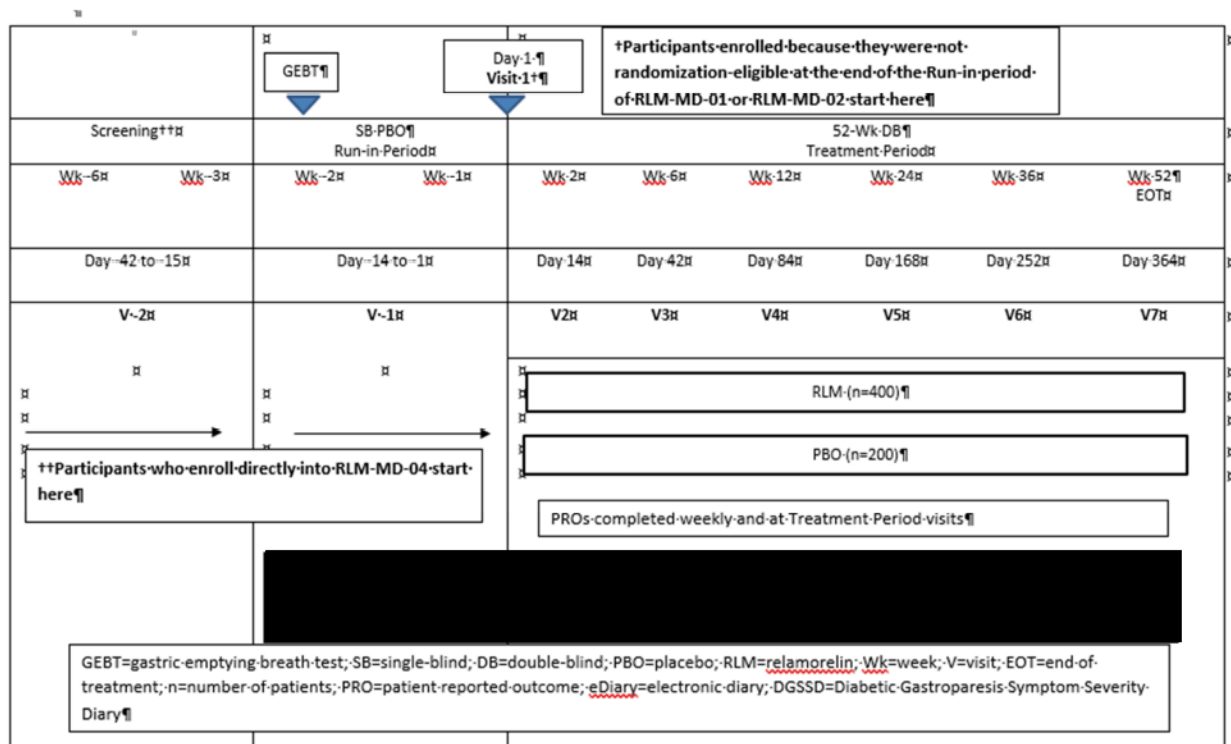 GEBT
Day 1
Visit 1†
†Participants enrolled because they were not
randomization-eligible at the end of the Run-in period
of RLM-MD-01 or RLM-MD-02 start here
Screening††
SB PBO
Run-in Period
52-Wk DB
Treatment Period
Wk -6 Wk -3 Wk -2 Wk -1 Wk 2 Wk 6 Wk 12 Wk 24 Wk 36 Wk 52
EOT
Day -42 to -15 Day -14 to -1 Day 14 Day 42 Day 84 Day 168 Day 252 Day 364
V -2 V -1 V2 V3 V4 V5 V6 V7
RLM (n=400)
PBO (n=200)
††Participants who enroll directly into RLM-MD-04 start
here
PROs completed weekly and at Treatment Period visits
GEBT=gastric emptying breath test; SB=single-blind; DB=double-blind; PBO=placebo; RLM=relamorelin; Wk=week; V=visit; EOT=end of
treatment; n=number of patients; PRO=patient reported outcome; eDiary=electronic diary; DGSSD=Diabetic Gastroparesis Symptom Severity
Diary